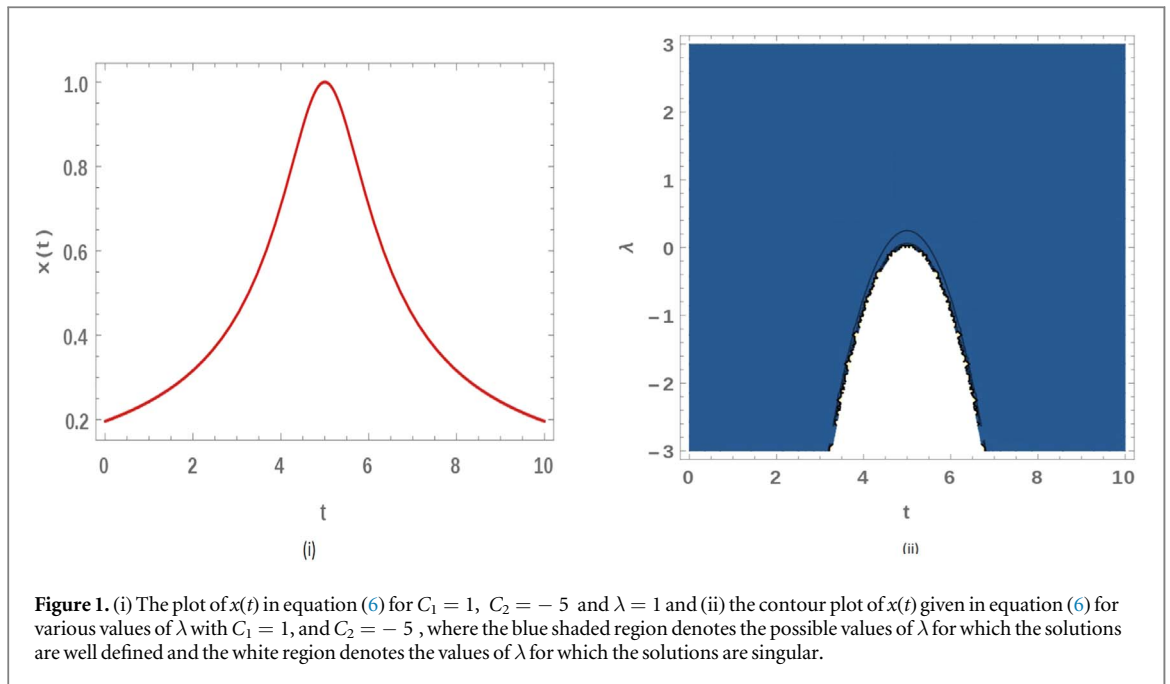 1.0
0.8
0.6
0.4
0.2
x(t)
0 2 4 6 8 10
t
(i)
3
2
1
0
−1
−2
−3
λ
0 2 4 6 8 10
t
(ii)
Figure 1. (i) The plot of x(t) in equation (6) for C₁ = 1, C₂ = − 5 and λ = 1 and (ii) the contour plot of x(t) given in equation (6) for
various values of λ with C₁ = 1, and C₂ = − 5 , where the blue shaded region denotes the possible values of λ for which the solutions
are well defined and the white region denotes the values of λ for which the solutions are singular.